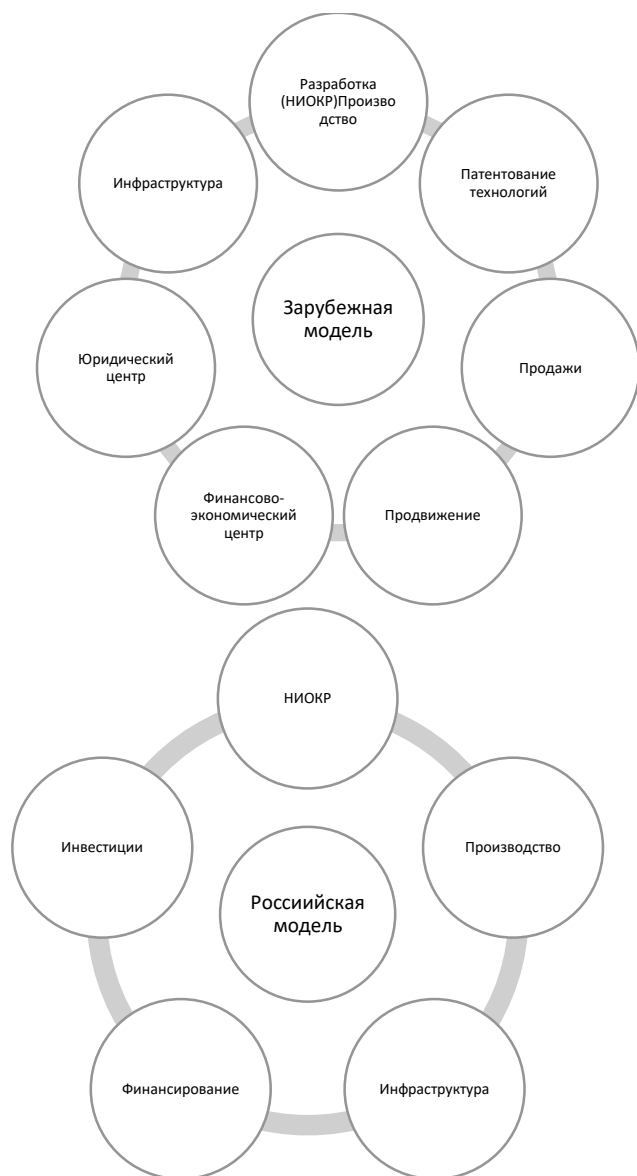 Разработка
(НИОКР)Произво
дство
Патентование
технологий
Продажи
Продвижение
Финансово-
экономический
центр
Юридический
центр
Инфраструктура
Зарубежная
модель
НИОКР
Производство
Инфраструктура
Финансирование
Инвестиции
Россиийская
модель